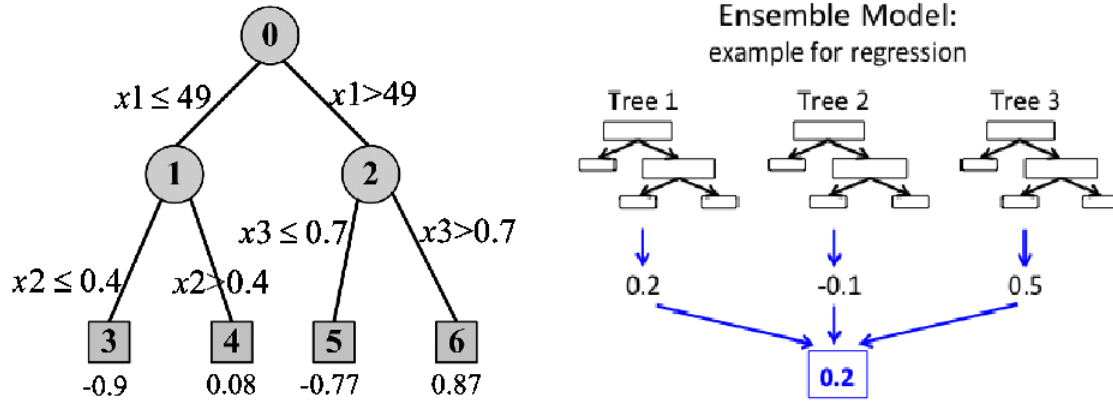 0
x1 ≤ 49
x1>49
1
2
x2 ≤ 0.4
x2>0.4
x3 ≤ 0.7
x3>0.7
3
4
5
6
-0.9
0.08
-0.77
0.87
Ensemble Model:
example for regression
Tree 1
Tree 2
Tree 3
0.2
-0.1
0.5
0.2